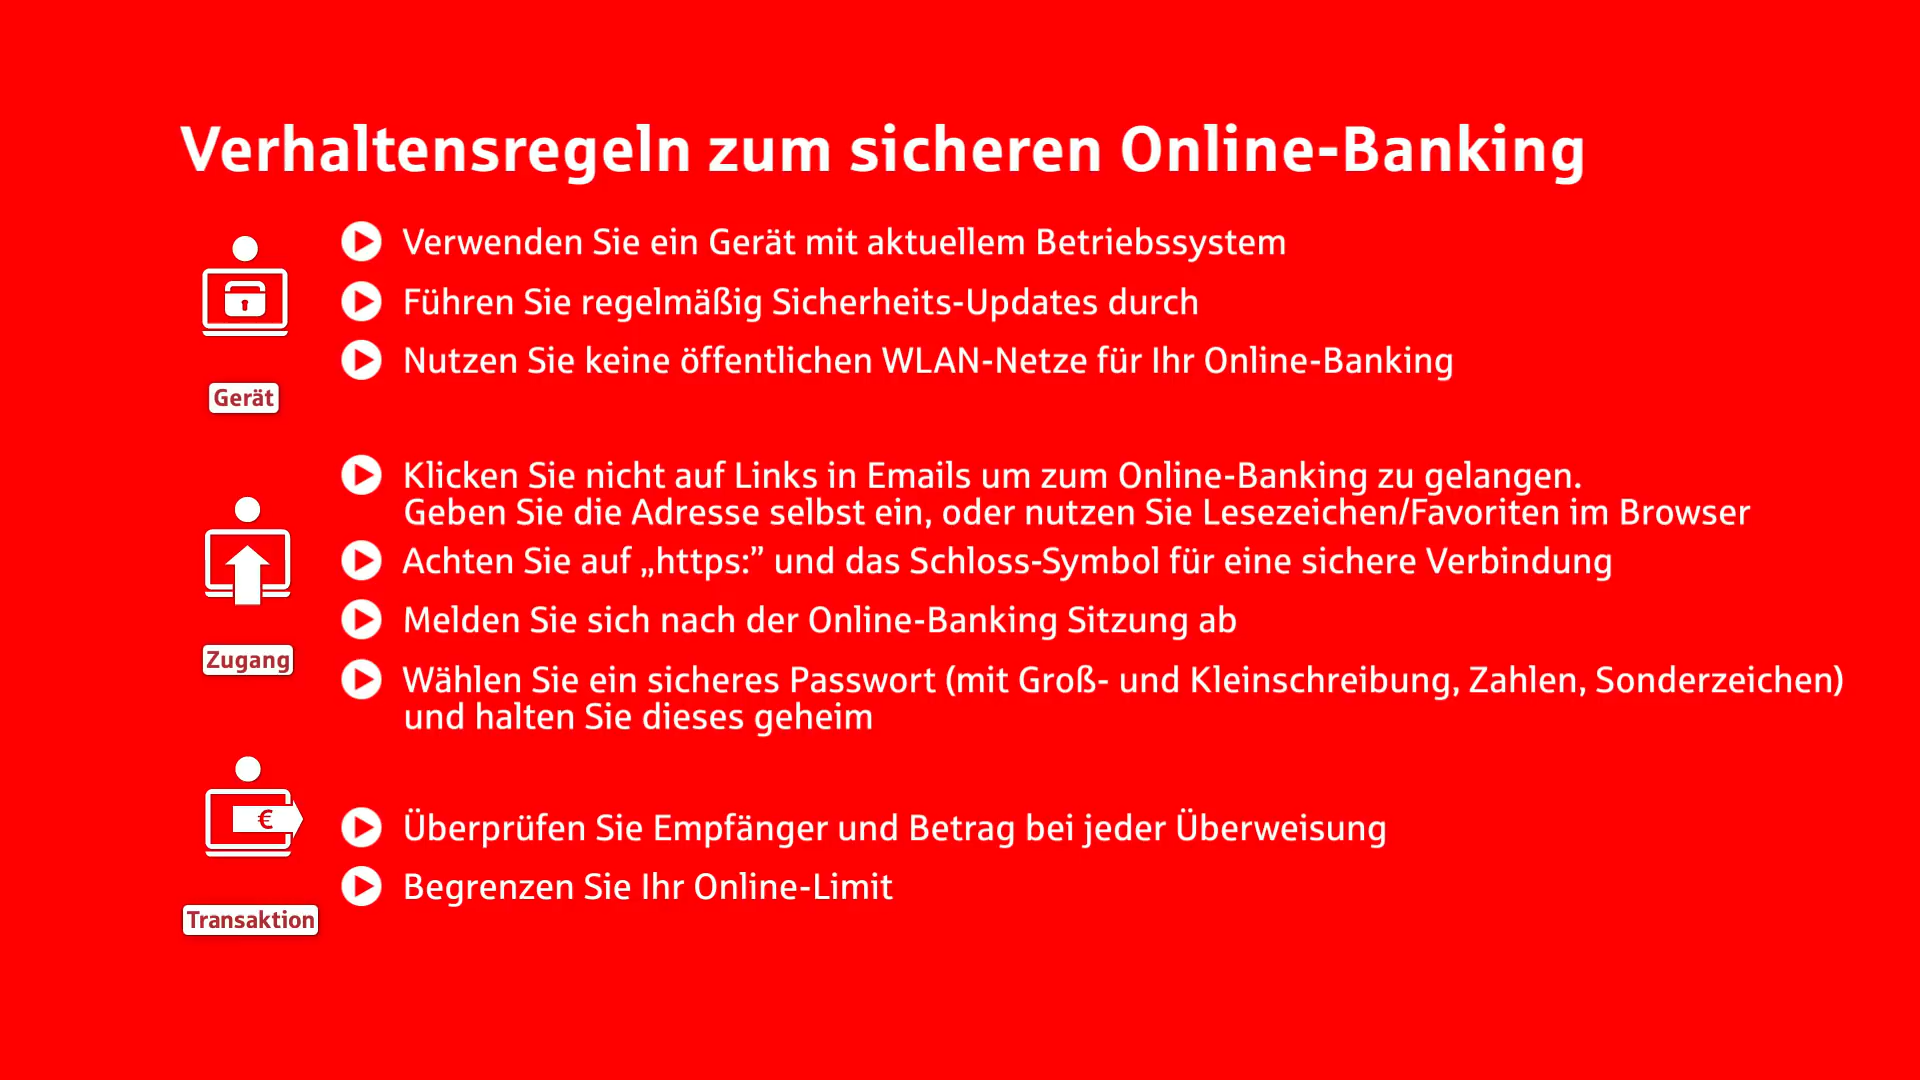 Verhaltensregeln zum sicheren Online-Banking
Verwenden Sie ein Gerät mit aktuellem Betriebssystem
Führen Sie regelmäßig Sicherheits-Updates durch
Nutzen Sie keine öffentlichen WLAN-Netze für Ihr Online-Banking
Gerät
Klicken Sie nicht auf Links in Emails um zum Online-Banking zu gelangen.
Geben Sie die Adresse selbst ein, oder nutzen Sie Lesezeichen/Favoriten im Browser
Achten Sie auf „https:” und das Schloss-Symbol für eine sichere Verbindung
Melden Sie sich nach der Online-Banking Sitzung ab
Zugang
Wählen Sie ein sicheres Passwort (mit Groß- und Kleinschreibung, Zahlen, Sonderzeichen)
und halten Sie dieses geheim
€
Überprüfen Sie Empfänger und Betrag bei jeder Überweisung
Begrenzen Sie Ihr Online-Limit
Transaktion